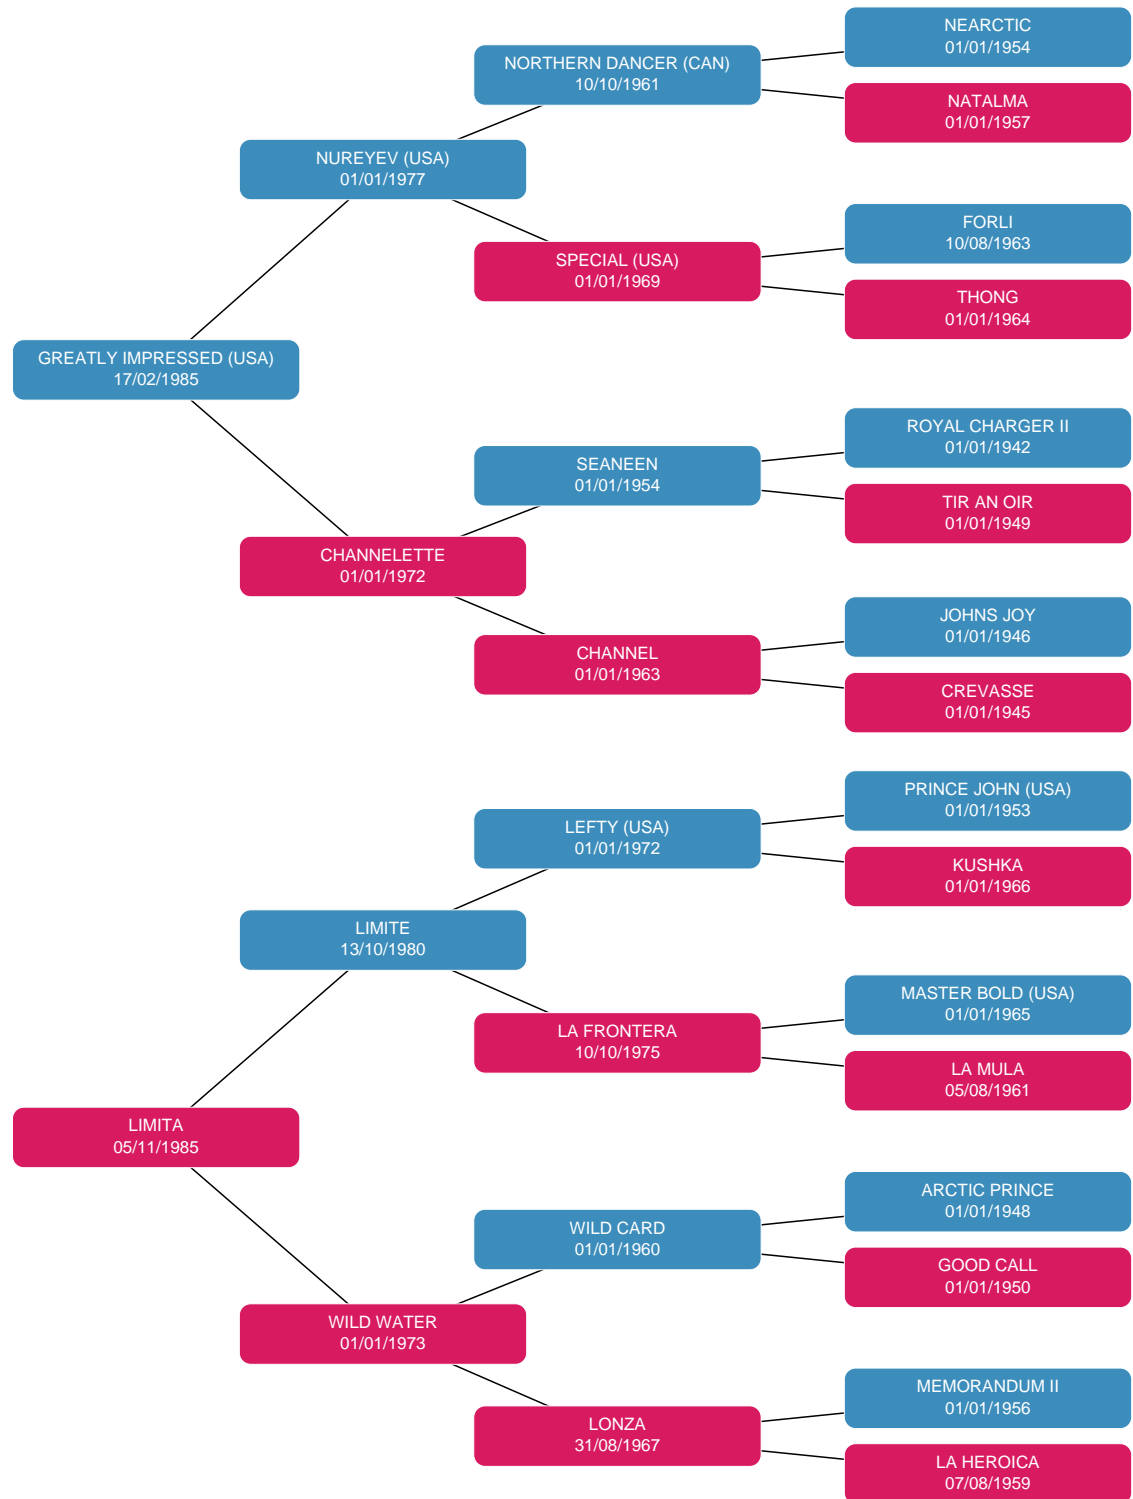 NEARCTIC
01/01/1954
NORTHERN DANCER (CAN)
10/10/1961
NATALMA
01/01/1957
NUREYEV (USA)
01/01/1977
FORLI
10/08/1963
SPECIAL (USA)
01/01/1969
THONG
01/01/1964
GREATLY IMPRESSED (USA)
17/02/1985
ROYAL CHARGER II
01/01/1942
SEANEEN
01/01/1954
TIR AN OIR
01/01/1949
CHANNELETTE
01/01/1972
JOHNS JOY
01/01/1946
CHANNEL
01/01/1963
CREVASSE
01/01/1945
PRINCE JOHN (USA)
01/01/1953
LEFTY (USA)
01/01/1972
KUSHKA
01/01/1966
LIMITE
13/10/1980
MASTER BOLD (USA)
01/01/1965
LA FRONTERA
10/10/1975
LA MULA
05/08/1961
LIMITA
05/11/1985
ARCTIC PRINCE
01/01/1948
WILD CARD
01/01/1960
GOOD CALL
01/01/1950
WILD WATER
01/01/1973
MEMORANDUM II
01/01/1956
LONZA
31/08/1967
LA HEROICA
07/08/1959